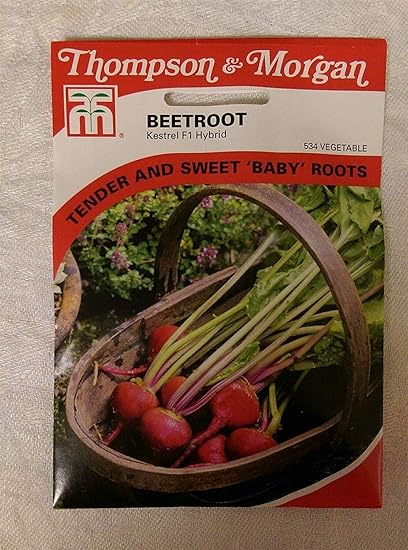 Thompson & Morgan
BEETROOT
Kestrel F1 Hybrid
534 VEGETABLE
TENDER AND SWEET 'BABY' ROOTS